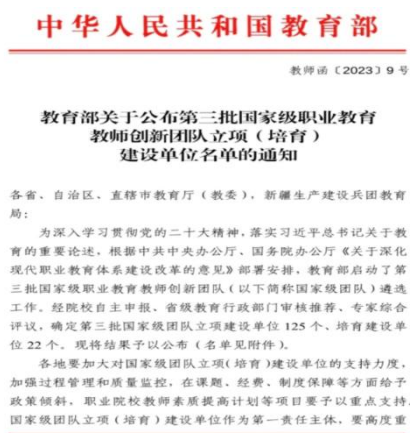 中华人民共和国教育部
教师函〔2023〕9号
教育部关于公布第三批国家级职业教育
教师创新团队立项（培育）
建设单位名单的通知
各省、自治区、直辖市教育厅（教委），新疆生产建设兵团教育
局：
为深入学习贯彻党的二十大精神，落实习近平总书记关于教
育的重要论述，根据中共中央办公厅、国务院办公厅《关于深化
现代职业教育体系建设改革的意见》部署安排，教育部启动了第
三批国家级职业教育教师创新团队（以下简称国家级团队）遴选
工作。经院校自主申报、省级教育行政部门审核推荐、专家综合
评议，确定第三批国家级团队立项建设单位125个、培育建设单
位22个。现将结果予以公布（名单见附件）。
各地要加大对国家级团队立项（培育）建设单位的支持力度，
加强过程管理和质量监控，在课题、经费、制度保障等方面给予
政策倾斜，职业院校教师素质提高计划等项目要予以重点支持。
国家级团队立项（培育）建设单位作为第一责任主体，要高度重